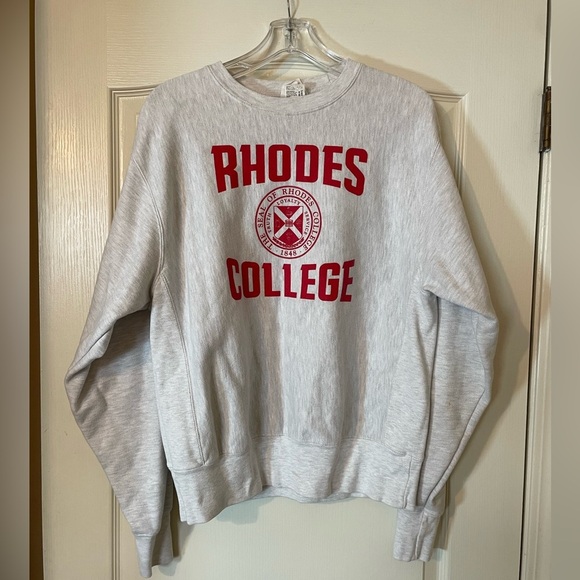 RHODES
THE SEAL OF RHODES COLLEGE
LOYALTY
TRUTH
SERVICE
1848
COLLEGE